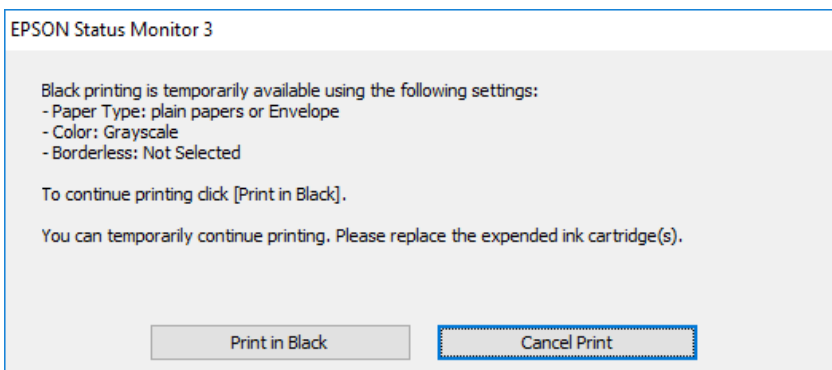 EPSON Status Monitor 3
Black printing is temporarily available using the following settings:
- Paper Type: plain papers or Envelope
- Color: Grayscale
- Borderless: Not Selected
To continue printing click [Print in Black].
You can temporarily continue printing. Please replace the expended ink cartridge(s).
Print in Black
Cancel Print